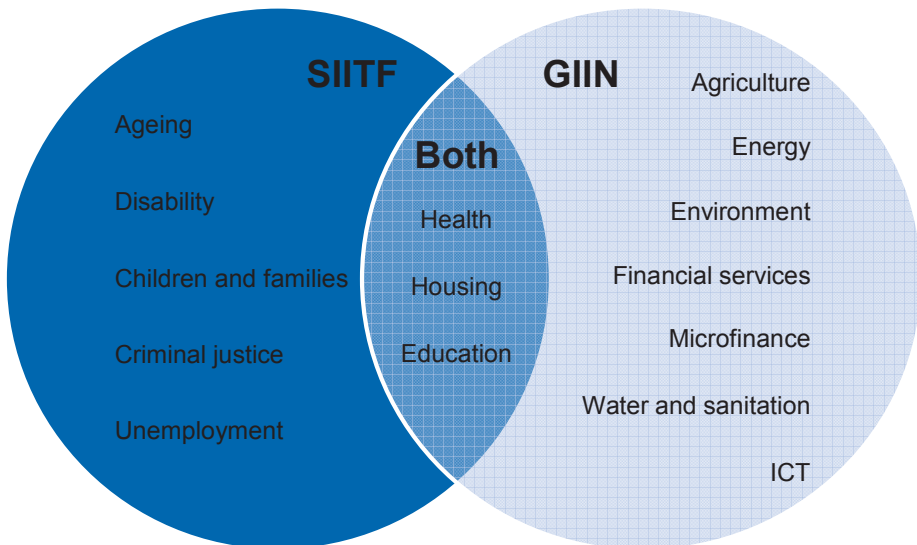 SIITF
Ageing
Disability
Children and families
Criminal justice
Unemployment
Both
Health
Housing
Education
GIIN
Agriculture
Energy
Environment
Financial services
Microfinance
Water and sanitation
ICT